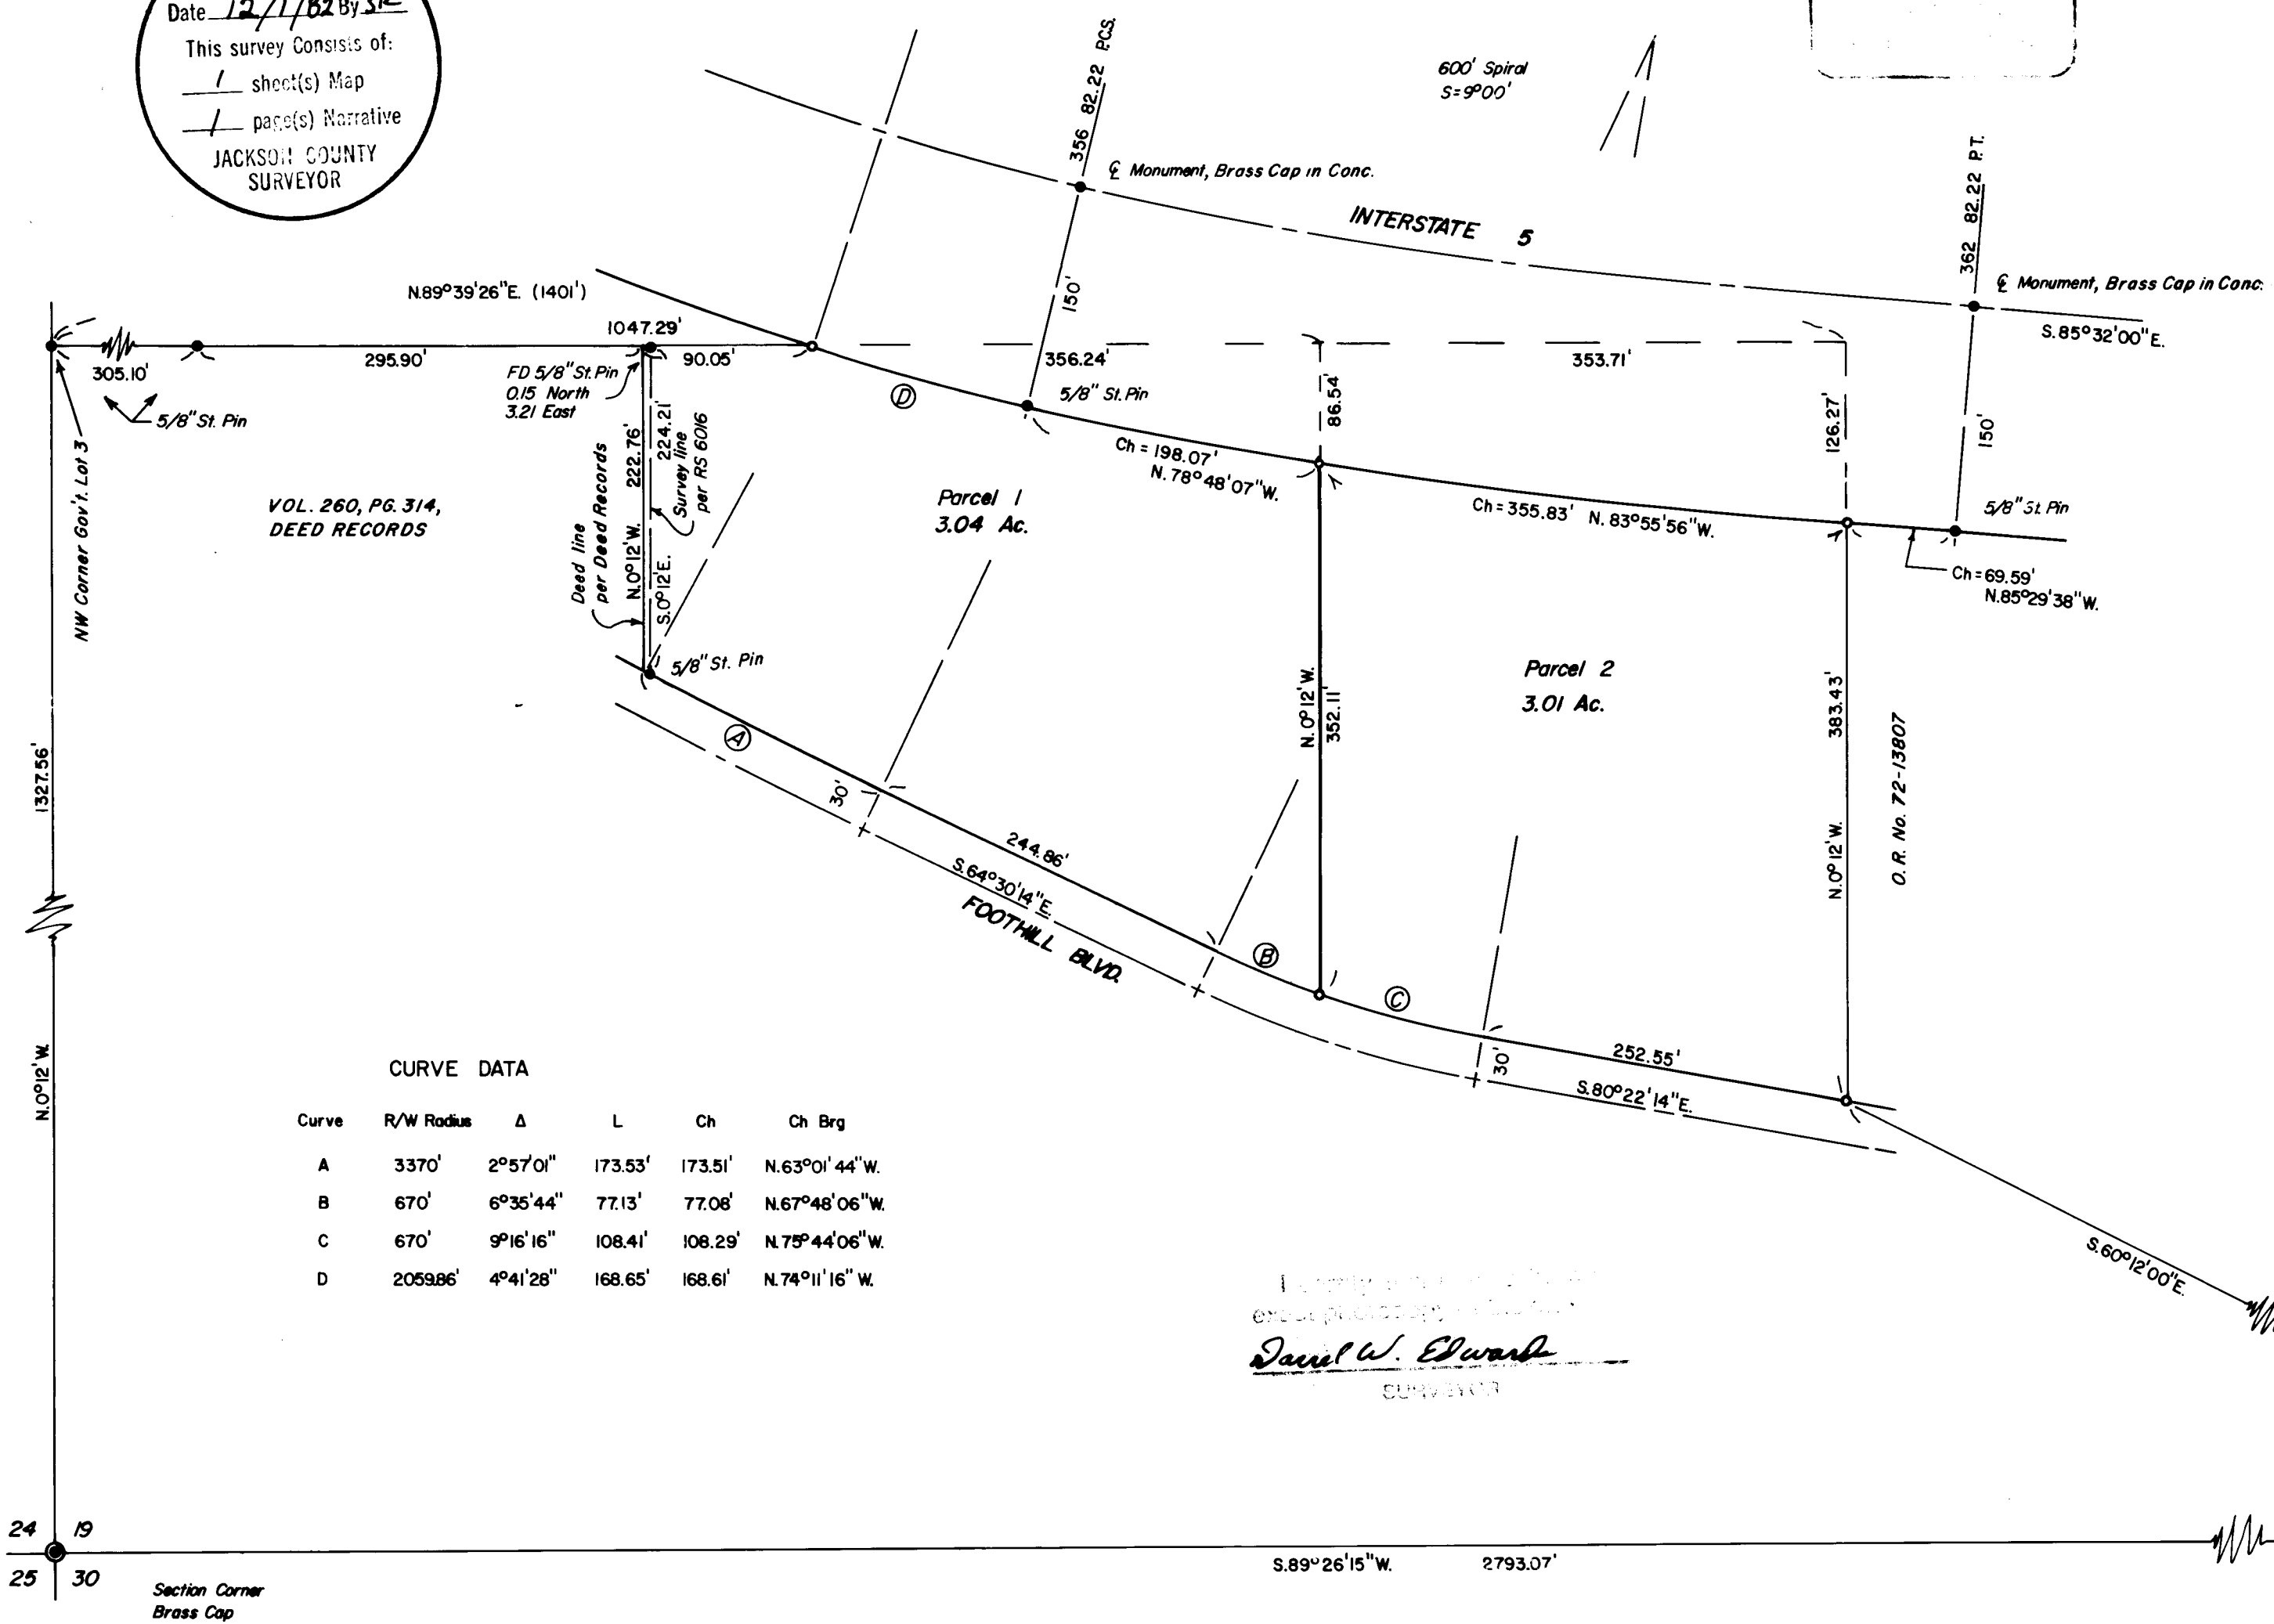 Date 12/1/82 By SK
This survey Consists of:
1 sheet(s) Map
1 page(s) Narrative
JACKSON COUNTY
SURVEYOR
356 82.22 P.C.S.
600' Spiral
S=9°00'
℄ Monument, Brass Cap in Conc.
INTERSTATE 5
362 82.22 P.T.
℄ Monument, Brass Cap in Conc.
S.85°32'00"E.
N.89°39'26"E. (1401')
1047.29'
305.10'
295.90'
90.05'
356.24'
353.71'
150'
150'
5/8" St. Pin
FD 5/8" St. Pin
0.15 North
3.21 East
NW Corner Gov't. Lot 3
D
5/8" St. Pin
86.54'
126.27'
Ch = 198.07'
N. 78°48'07"W.
Ch = 355.83' N. 83°55'56"W.
5/8" St. Pin
Ch = 69.59'
N.85°29'38"W.
VOL. 260, PG. 314,
DEED RECORDS
Deed line
per Deed Records
N.0°12'W. 222.76'
S.0°12'E. 224.21'
Survey line
per RS 6016
Parcel 1
3.04 Ac.
5/8" St. Pin
Parcel 2
3.01 Ac.
N.0°12'W.
352.11'
N.0°12'W. 383.43'
O. R. No. 72-13807
1327.56'
N.0°12'W.
A
30'
244.86'
S.64°30'14"E.
FOOTHILL BLVD.
B
C
30'
252.55'
S.80°22'14"E.
S.60°12'00"E.
CURVE DATA
Curve R/W Radius Δ L Ch Ch Brg
A 3370' 2°57'01" 173.53' 173.51' N.63°01'44"W.
B 670' 6°35'44" 77.13' 77.08' N.67°48'06"W.
C 670' 9°16'16" 108.41' 108.29' N.75°44'06"W.
D 2059.86' 4°41'28" 168.65' 168.61' N.74°11'16"W.
Darrel W. Edwards
SURVEYOR
24 19
25 30
Section Corner
Brass Cap
S.89°26'15"W. 2793.07'